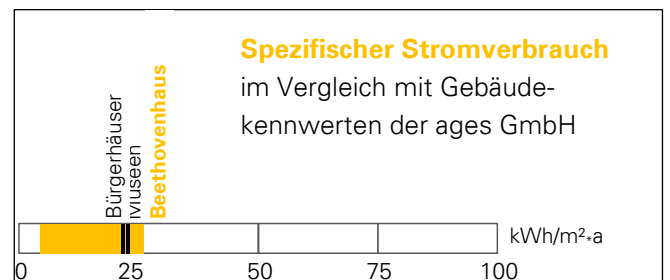 Spezifischer Stromverbrauch
im Vergleich mit Gebäude-
kennwerten der ages GmbH
Bürgerhäuser
Museen
Beethovenhaus
kWh/m²*a
0 25 50 75 100